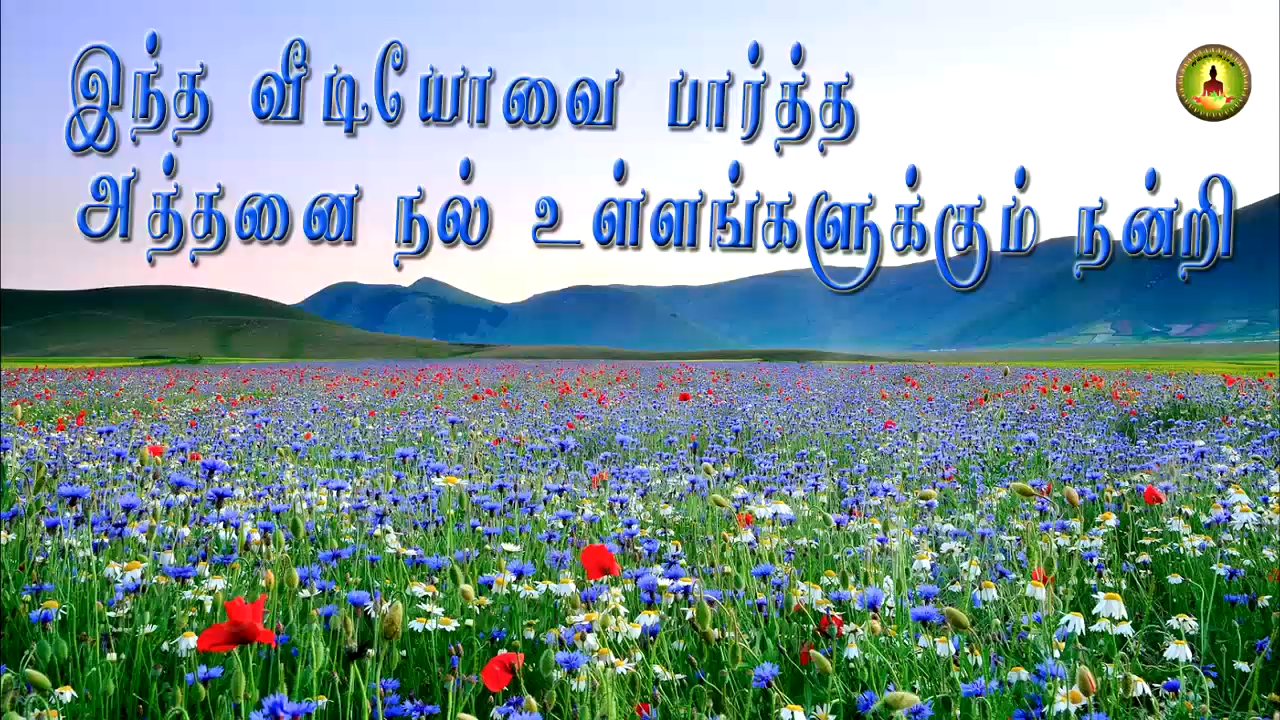 இந்த வீடியோவை பார்த்த
அத்தனை நல் உள்ளங்களுக்கும் நன்றி